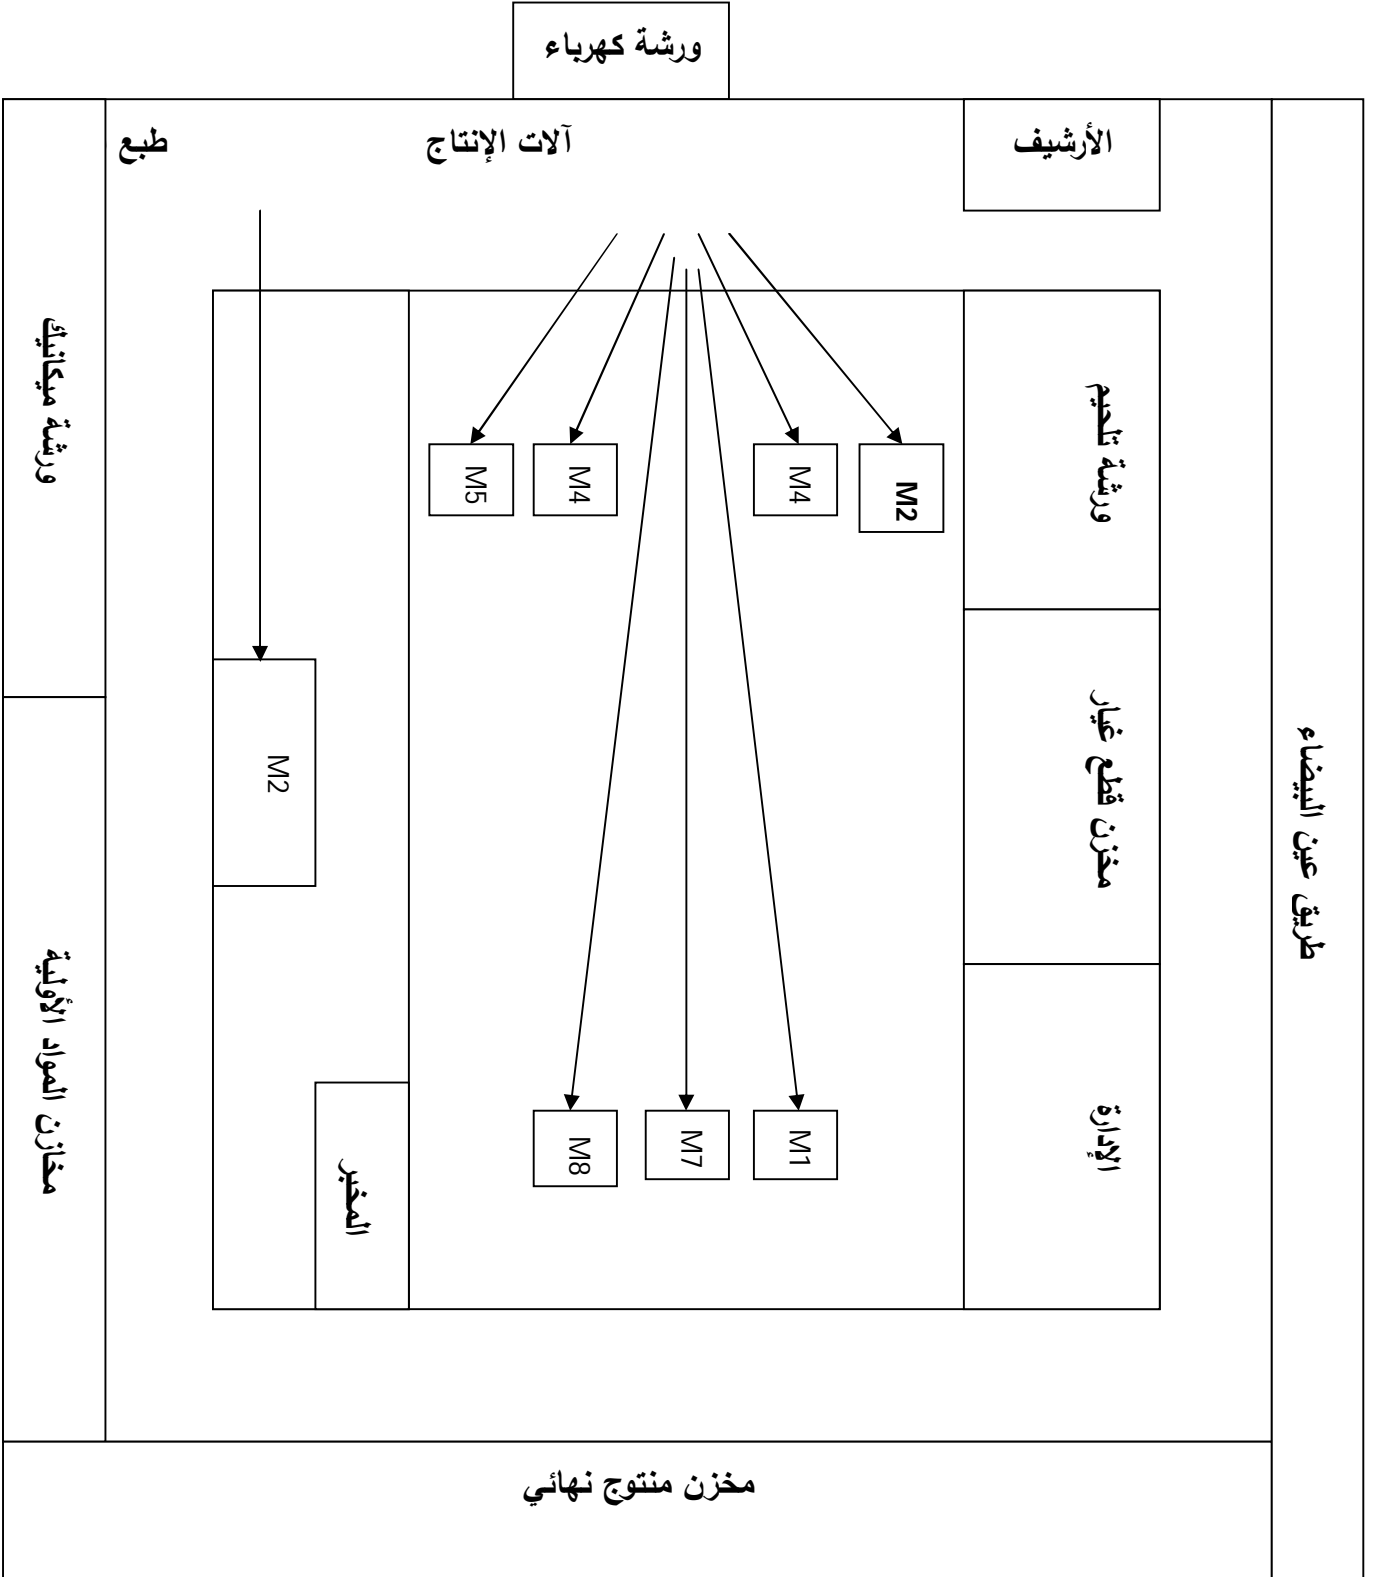 ورشة كهرباء
الأرشيف
آلات الإنتاج
طبع
ورشة ميكانيك
ورشة تلحيم
M5
M4
M4
M2
مخزن قطع غيار
طريق عين البيضاء
M2
مخازن المواد الأولية
الإدارة
M8
M7
M1
المخبر
مخزن منتوج نهائي